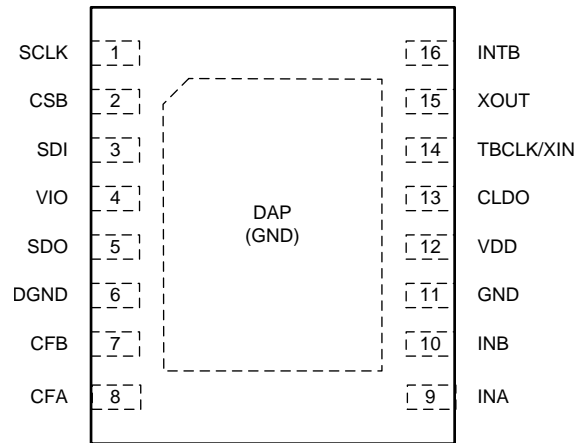 SCLK 1 16 INTB
CSB 2 15 XOUT
SDI 3 14 TBCLK/XIN
VIO 4 13 CLDO
DAP
(GND)
SDO 5 12 VDD
DGND 6 11 GND
CFB 7 10 INB
CFA 8 9 INA